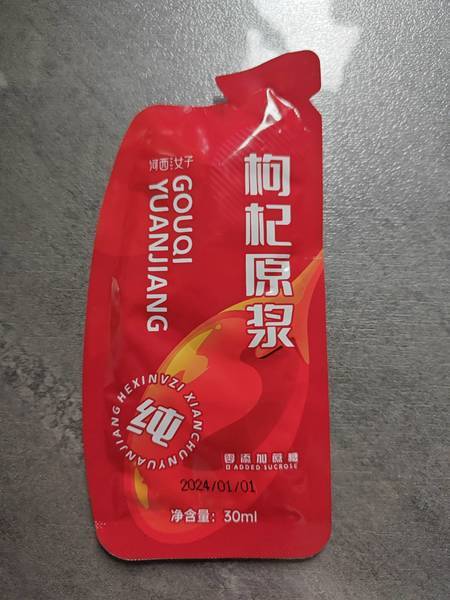 河西女子
GOUQI
YUANJIANG
枸杞原浆
HEXINVZI XIANCHUNYUANJIANG
纯
零添加蔗糖
0 ADDED SUCROSE
2024/01/01
净含量：30ml